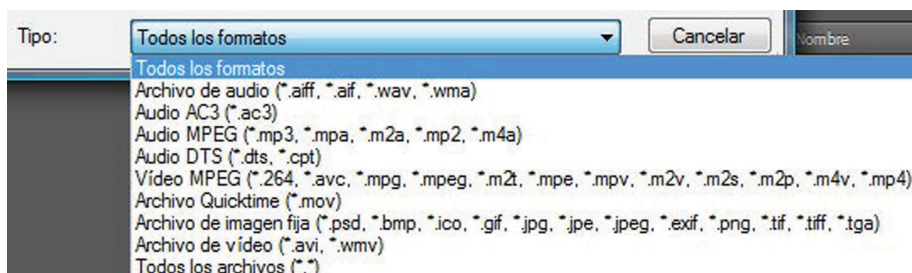 Tipo: Todos los formatos Cancelar Nombre
Todos los formatos
Archivo de audio (*.aiff, *.aif, *.wav, *.wma)
Audio AC3 (*.ac3)
Audio MPEG (*.mp3, *.mpa, *.m2a, *.mp2, *.m4a)
Audio DTS (*.dts, *.cpt)
Vídeo MPEG (*.264, *.avc, *.mpg, *.mpeg, *.m2t, *.mpe, *.mpv, *.m2v, *.m2s, *.m2p, *.m4v, *.mp4)
Archivo Quicktime (*.mov)
Archivo de imagen fija (*.psd, *.bmp, *.ico, *.gif, *.jpg, *.jpe, *.jpeg, *.exif, *.png, *.tif, *.tiff, *.tga)
Archivo de vídeo (*.avi, *.wmv)
Todos los archivos (*.*)